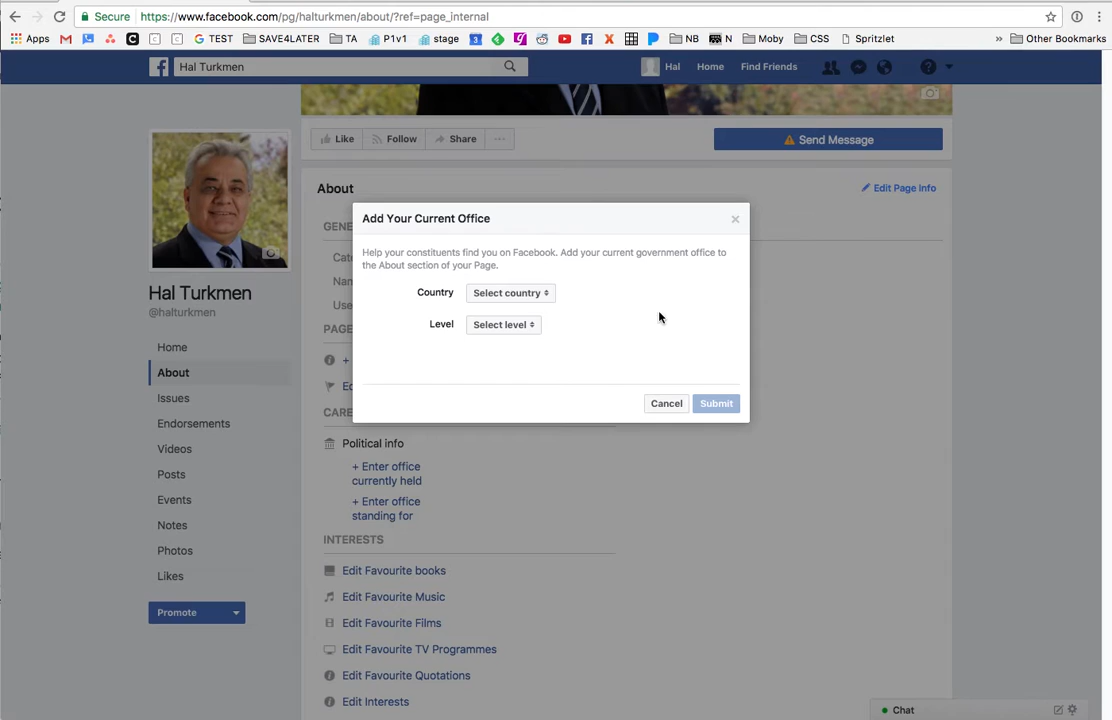 Secure
https://www.facebook.com/pg/halturkmen/about/?ref=page_internal
Apps
TEST
SAVE4LATER
TA
P1v1
stage
NB
N
Moby
CSS
Spritzlet
»
Other Bookmarks
Hal Turkmen
Hal
Home
Find Friends
Like
Follow
Share
Send Message
About
Edit Page Info
Add Your Current Office
Help your constituents find you on Facebook. Add your current government office to
the About section of your Page.
Country
Select country
Level
Select level
Cancel
Submit
Hal Turkmen
@halturkmen
Home
About
Issues
Endorsements
Videos
Posts
Events
Notes
Photos
Likes
Promote
Political info
+ Enter office
currently held
+ Enter office
standing for
INTERESTS
Edit Favourite books
Edit Favourite Music
Edit Favourite Films
Edit Favourite TV Programmes
Edit Favourite Quotations
Edit Interests
Chat